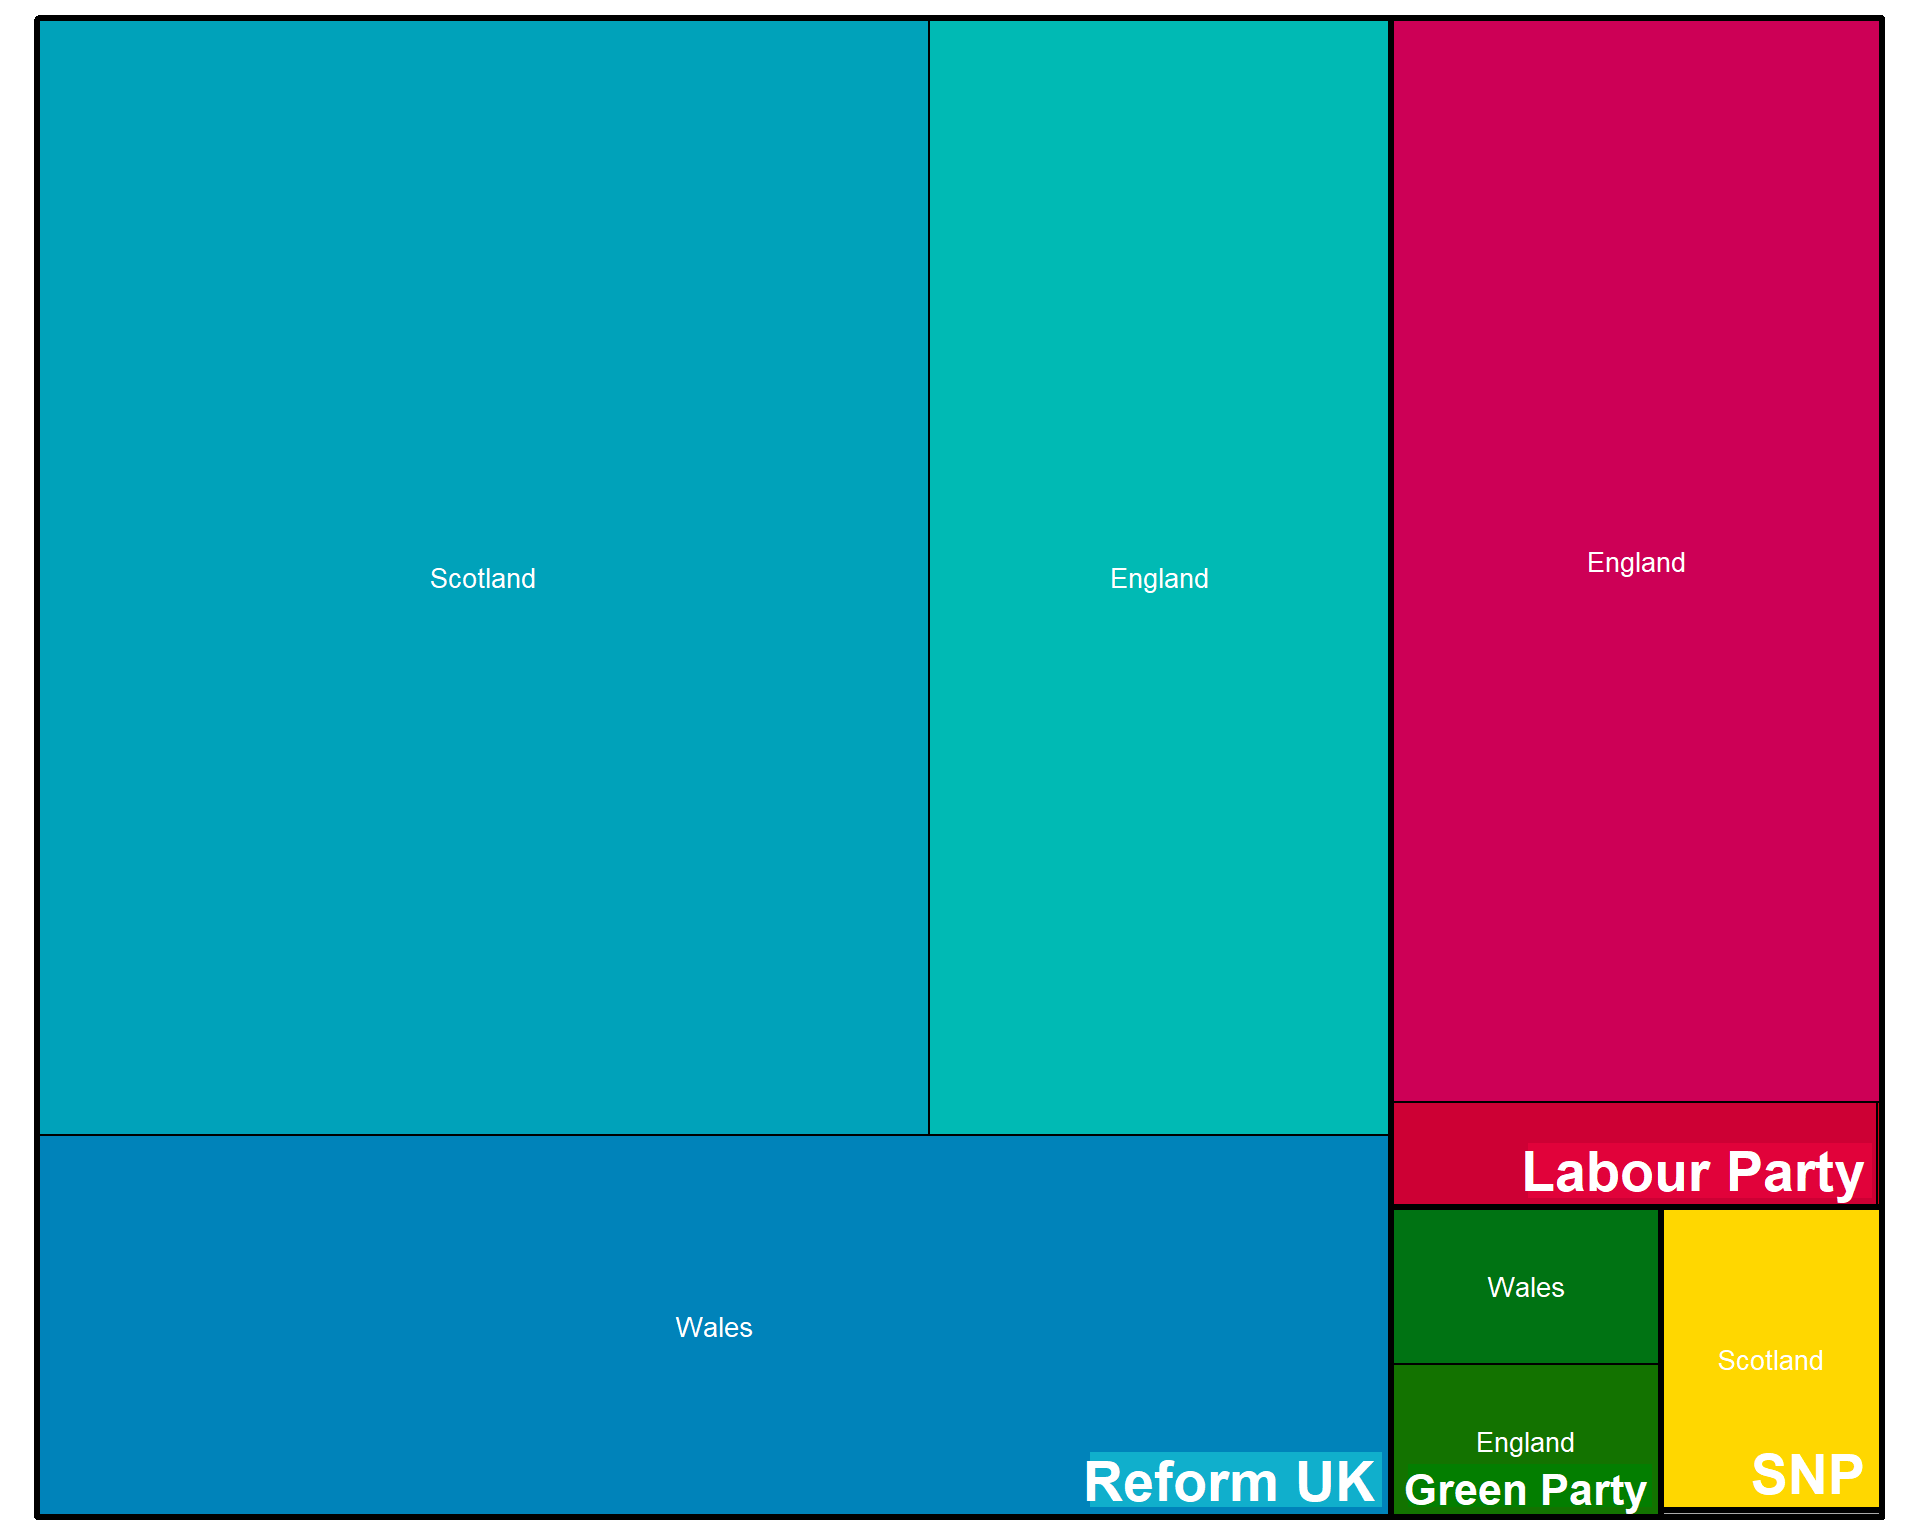 Scotland
England
England
Labour Party
Wales
Wales
Scotland
England
Reform UK
Green Party
SNP